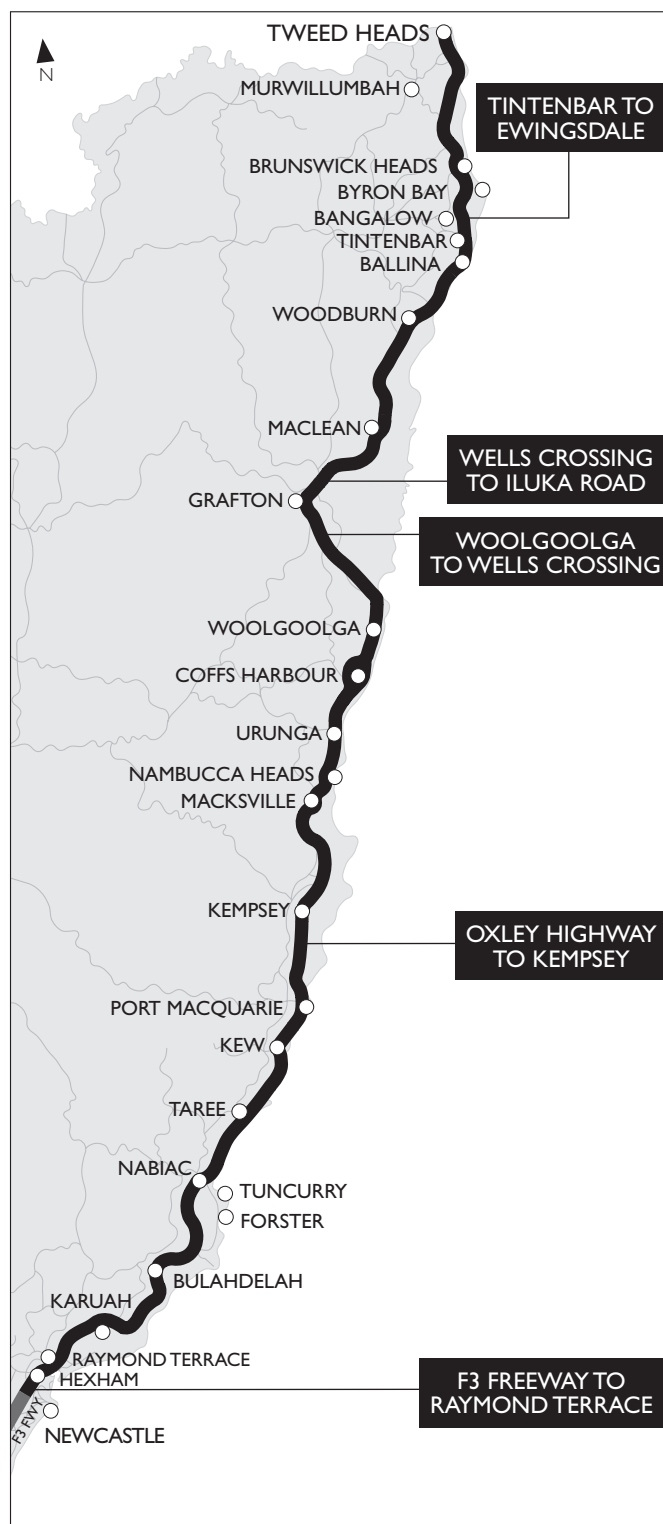 TWEED HEADS
N
MURWILLUMBAH
TINTENBAR TO
EWINGSDALE
BRUNSWICK HEADS
BYRON BAY
BANGALOW
TINTENBAR
BALLINA
WOODBURN
MACLEAN
WELLS CROSSING
TO ILUKA ROAD
GRAFTON
WOOLGOOLGA
TO WELLS CROSSING
WOOLGOOLGA
COFFS HARBOUR
URUNGA
NAMBUCCA HEADS
MACKSVILLE
KEMPSEY
OXLEY HIGHWAY
TO KEMPSEY
PORT MACQUARIE
KEW
TAREE
NABIAC
TUNCURRY
FORSTER
BULAHDELAH
KARUAH
RAYMOND TERRACE
HEXHAM
F3 FREEWAY TO
RAYMOND TERRACE
F3 FWY
NEWCASTLE